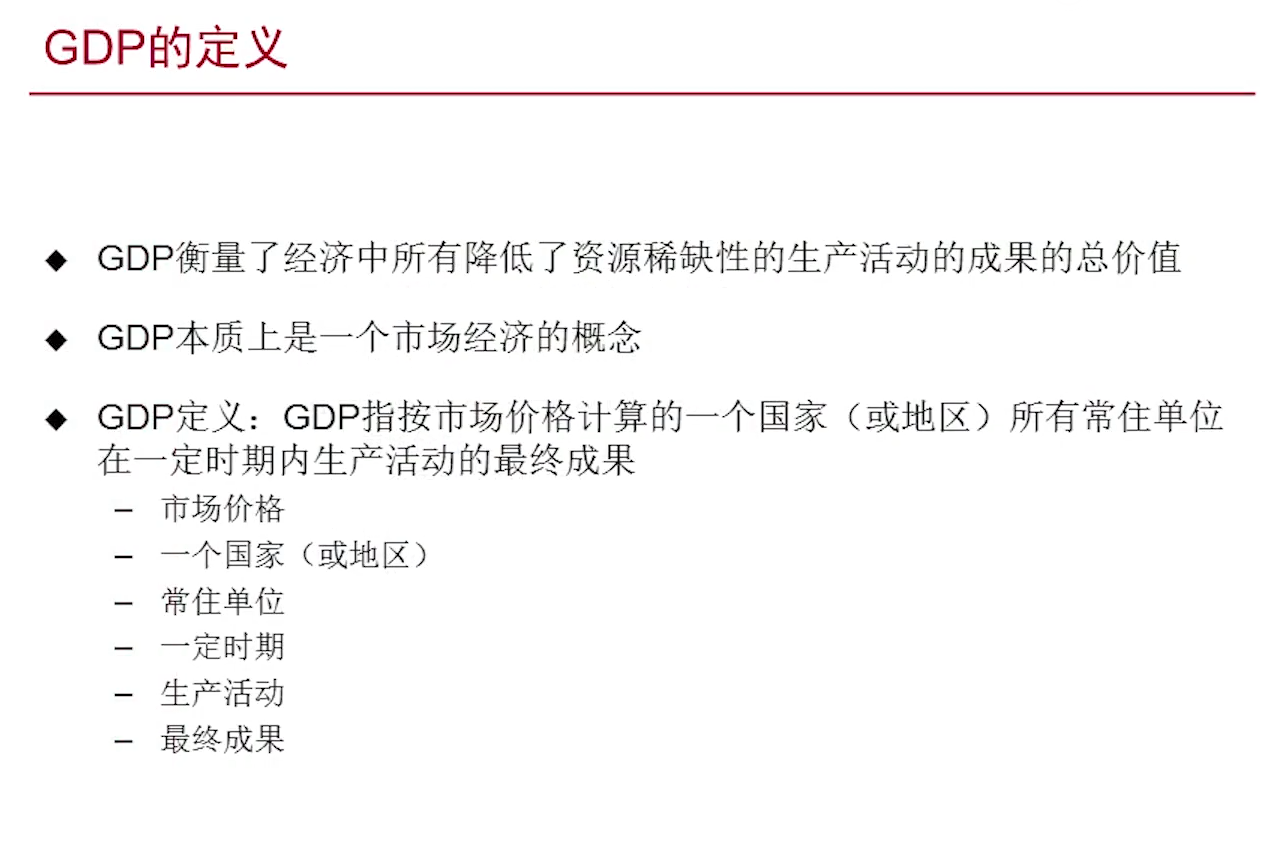 GDP的定义
◆ GDP衡量了经济中所有降低了资源稀缺性的生产活动的成果的总价值
◆ GDP本质上是一个市场经济的概念
◆ GDP定义：GDP指按市场价格计算的一个国家（或地区）所有常住单位
在一定时期内生产活动的最终成果
– 市场价格
– 一个国家（或地区）
– 常住单位
– 一定时期
– 生产活动
– 最终成果